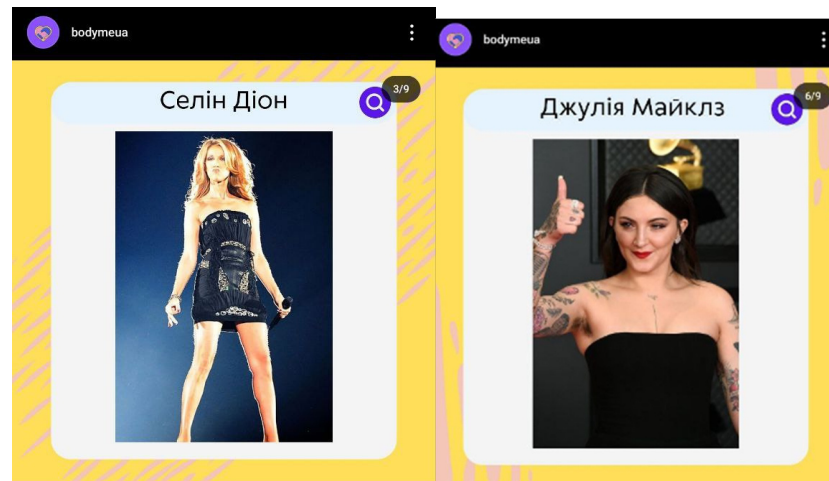 bodymeua
3/9
Селін Діон
bodymeua
6/9
Джулія Майклз